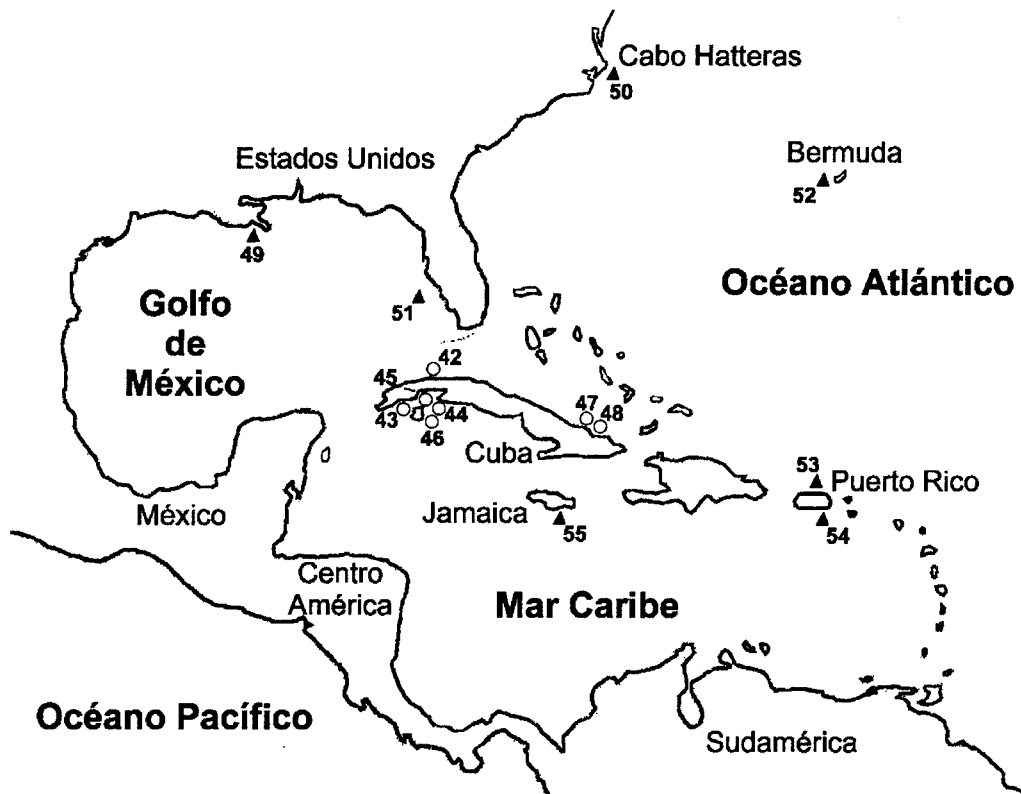 Cabo Hatteras
50
Estados Unidos
Bermuda
52
49
Océano Atlántico
Golfo
de
México
51
42
45
43
44
46
47
48
Cuba
53
Puerto Rico
México
Jamaica
55
54
Centro
América
Mar Caribe
Océano Pacífico
Sudamérica